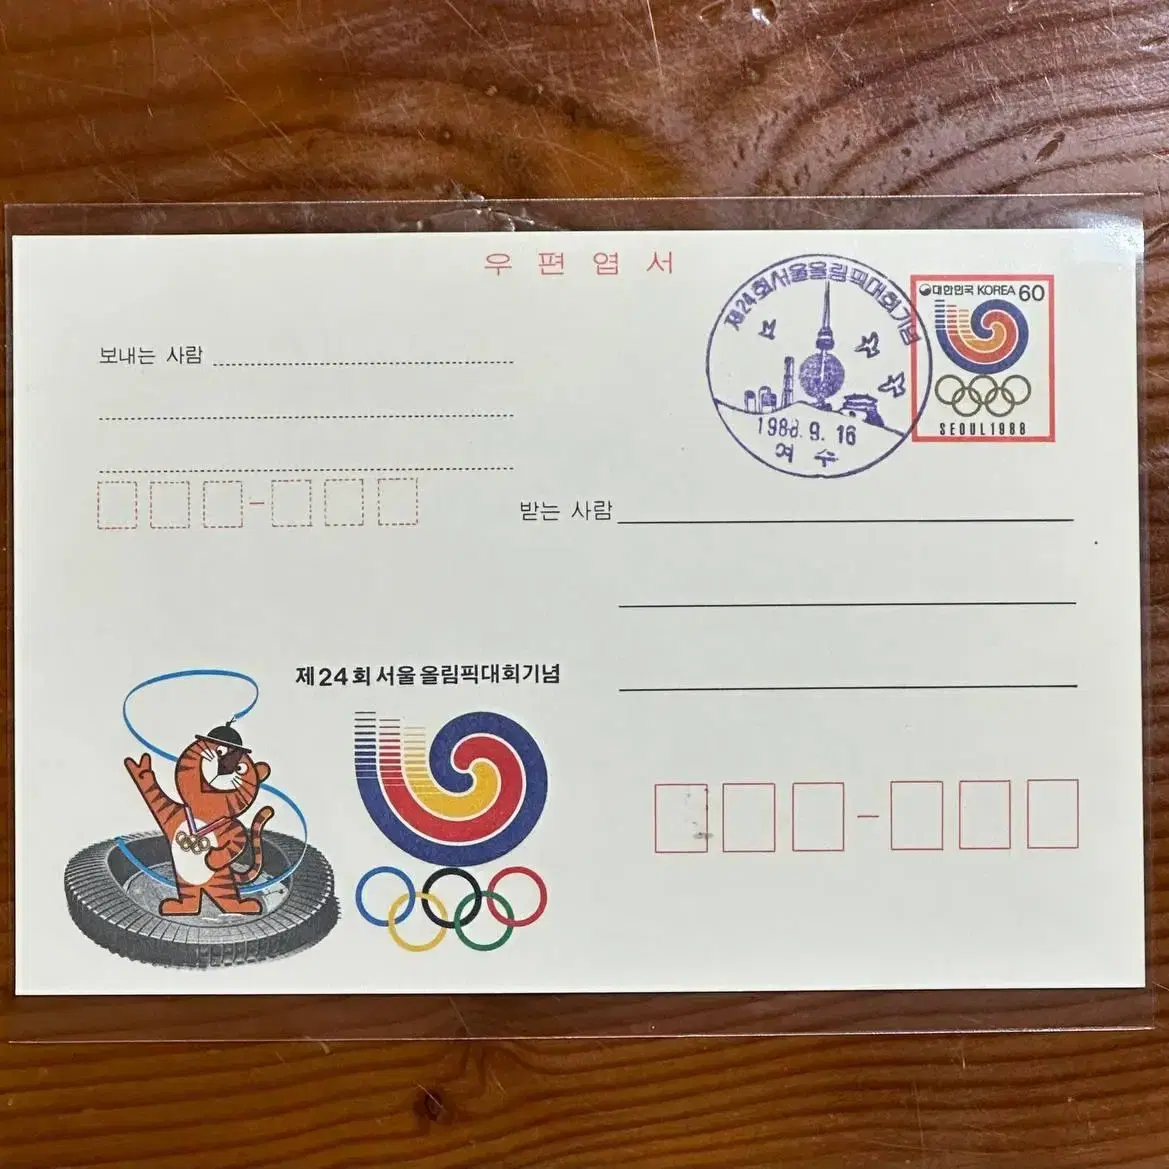 우편엽서
제24회서울올림픽대회기념
1988.9.16
여수
대한민국 KOREA 60
SEOUL1988
보내는 사람
받는 사람
제24회 서울올림픽대회기념